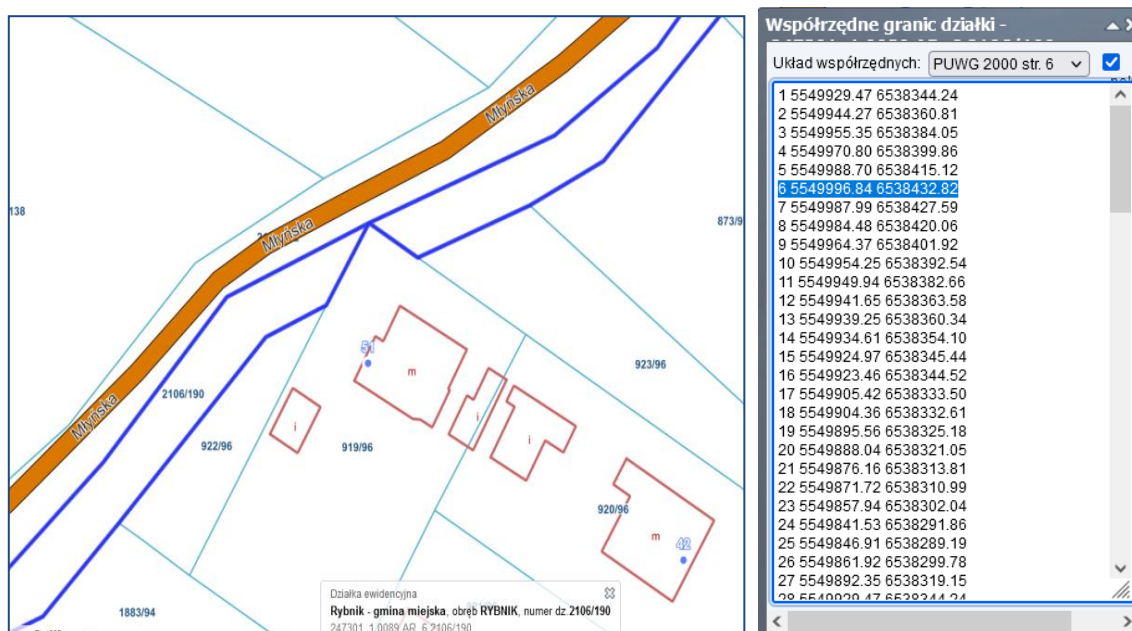 138
Młyńska
Młyńska
Młyńska
873/9
51
m
923/96
2106/190
i
i
i
922/96
919/96
920/96
m
42
1883/94
Działka ewidencyjna
Rybnik - gmina miejska, obręb RYBNIK, numer dz. 2106/190
247301_1.0089.AR_6.2106/190
Współrzędne granic działki -
Układ współrzędnych: PUWG 2000 str. 6
1 5549929.47 6538344.24
2 5549944.27 6538360.81
3 5549955.35 6538384.05
4 5549970.80 6538399.86
5 5549988.70 6538415.12
6 5549996.84 6538432.82
7 5549987.99 6538427.59
8 5549984.48 6538420.06
9 5549964.37 6538401.92
10 5549954.25 6538392.54
11 5549949.94 6538382.66
12 5549941.65 6538363.58
13 5549939.25 6538360.34
14 5549934.61 6538354.10
15 5549924.97 6538345.44
16 5549923.46 6538344.52
17 5549905.42 6538333.50
18 5549904.36 6538332.61
19 5549895.56 6538325.18
20 5549888.04 6538321.05
21 5549876.16 6538313.81
22 5549871.72 6538310.99
23 5549857.94 6538302.04
24 5549841.53 6538291.86
25 5549846.91 6538289.19
26 5549861.92 6538299.78
27 5549892.35 6538319.15
28 5549929.47 6538344.24